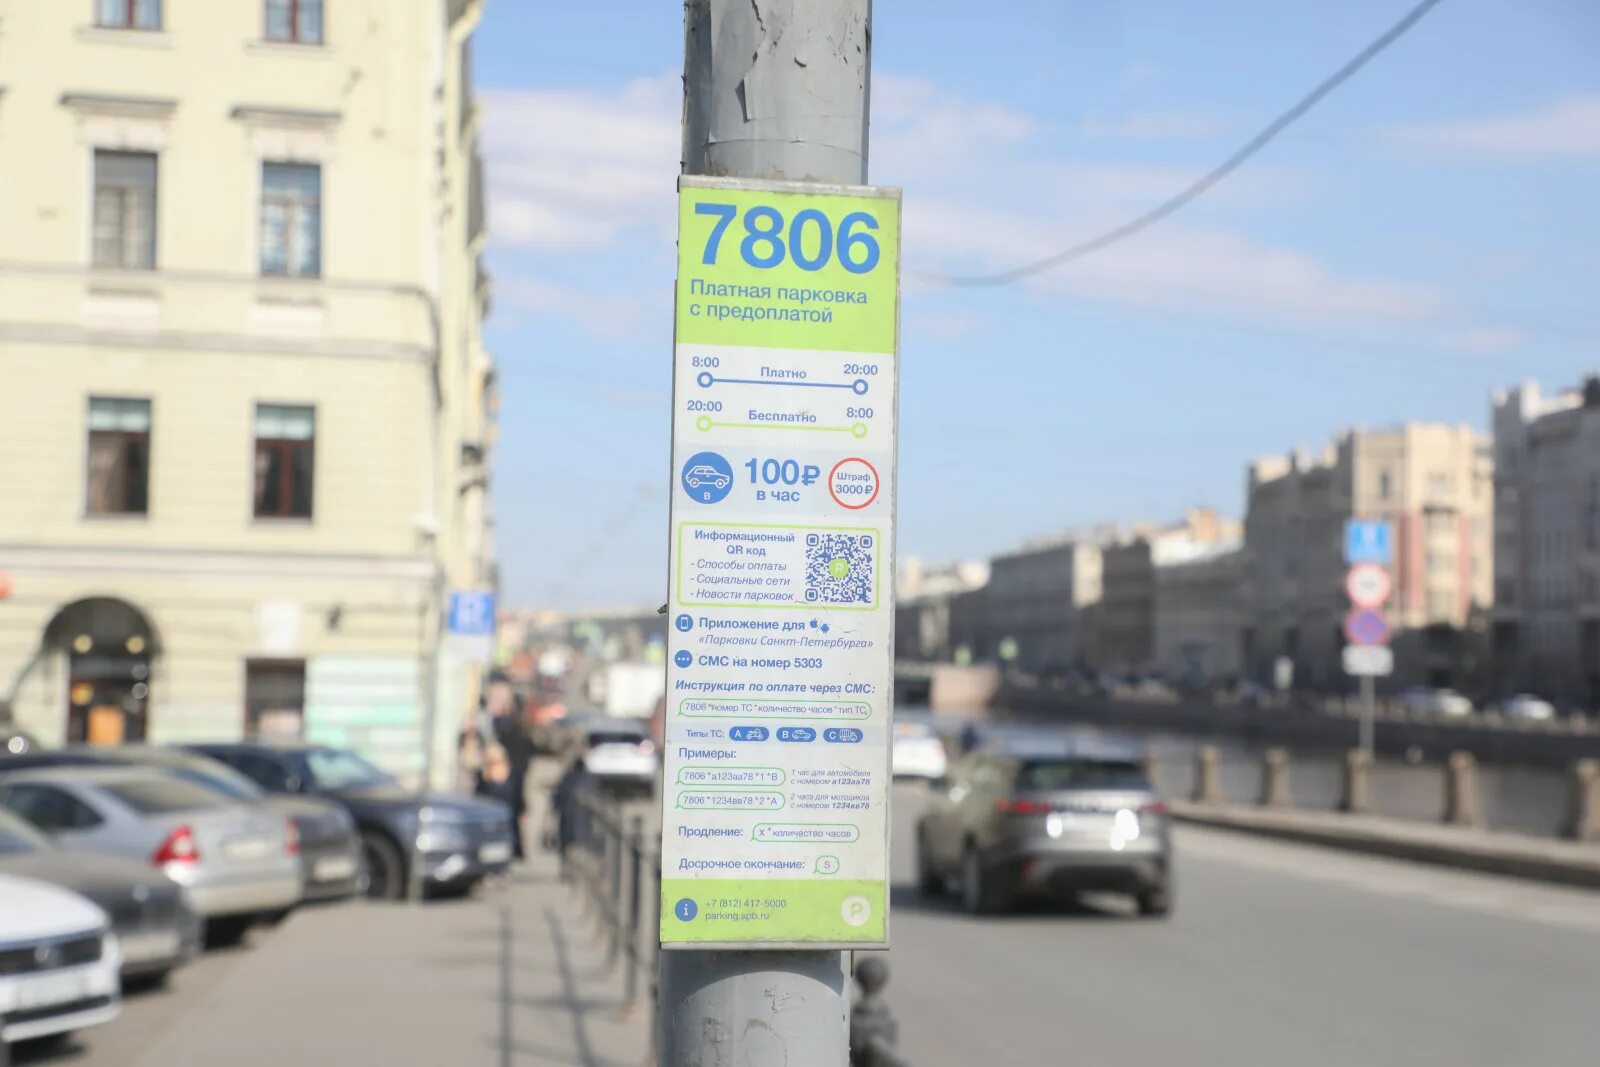 7806
Платная парковка
с предоплатой
8:00 Платно 20:00
20:00 Бесплатно 8:00
B
100₽
в час
Штраф
3000 ₽
Информационный
QR код
- Способы оплаты
- Социальные сети
- Новости парковок
P
Приложение для
«Парковки Санкт-Петербурга»
СМС на номер 5303
Инструкция по оплате через СМС:
7806*номер ТС*количество часов*тип ТС
Типы ТС: A B C
Примеры:
7806*а123аа78*1*B
1 час для автомобиля
с номером а123аа78
7806*1234вв78*2*A
2 часа для мотоцикла
с номером 1234вв78
Продление: X*количество часов
Досрочное окончание: S
i
+7 (812) 417-5000
parking.spb.ru
P